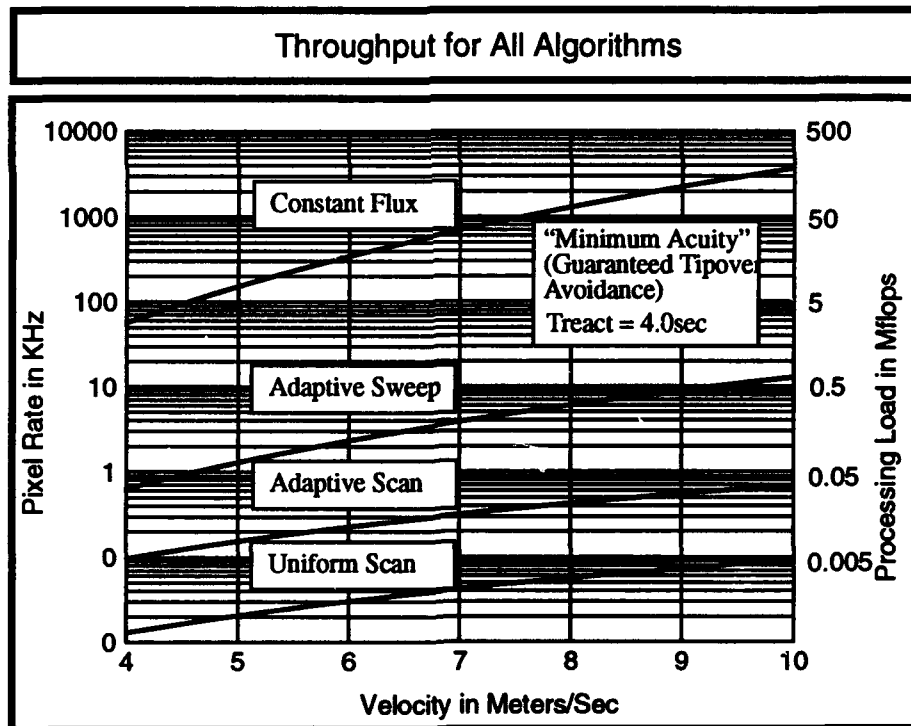 Throughput for All Algorithms
10000
1000
100
10
1
0
0
Pixel Rate in KHz
500
50
5
0.5
0.05
0.005
Processing Load in Mflops
Constant Flux
"Minimum Acuity"
(Guaranteed Tipover
Avoidance)
Treact = 4.0sec
Adaptive Sweep
Adaptive Scan
Uniform Scan
4
5
6
7
8
9
10
Velocity in Meters/Sec